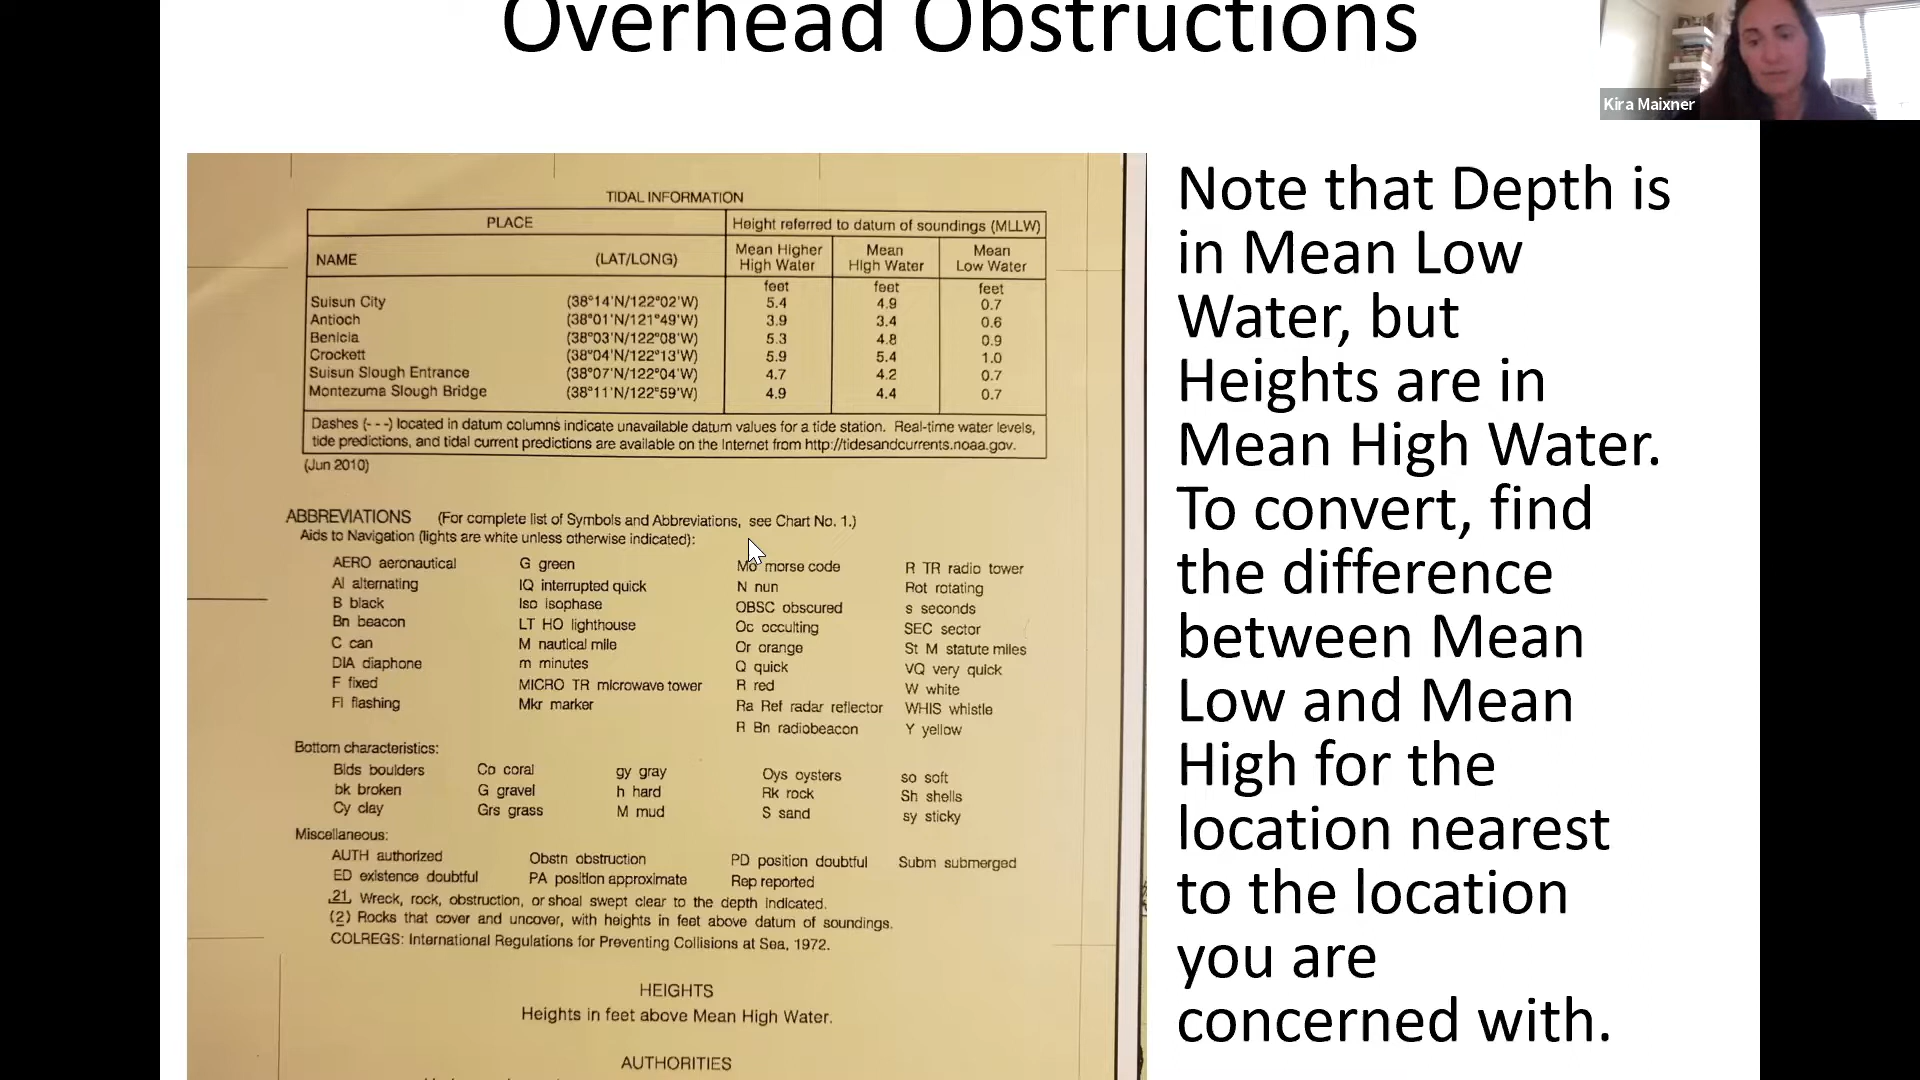 Overhead Obstructions
Kira Maixner
TIDAL INFORMATION
PLACE
Height referred to datum of soundings (MLLW)
NAME (LAT/LONG) Mean Higher High Water Mean High Water Mean Low Water
feet feet feet
Suisun City (38°14'N/122°02'W) 5.4 4.9 0.7
Antioch (38°01'N/121°49'W) 3.9 3.4 0.6
Benicia (38°03'N/122°08'W) 5.3 4.8 0.9
Crockett (38°04'N/122°13'W) 5.9 5.4 1.0
Suisun Slough Entrance (38°07'N/122°04'W) 4.7 4.2 0.7
Montezuma Slough Bridge (38°11'N/122°59'W) 4.9 4.4 0.7
Dashes (- - -) located in datum columns indicate unavailable datum values for a tide station. Real-time water levels,
tide predictions, and tidal current predictions are available on the Internet from http://tidesandcurrents.noaa.gov.
(Jun 2010)
ABBREVIATIONS (For complete list of Symbols and Abbreviations, see Chart No. 1.)
Aids to Navigation (lights are white unless otherwise indicated):
AERO aeronautical G green Mo morse code R TR radio tower
Al alternating IQ interrupted quick N nun Rot rotating
B black Iso isophase OBSC obscured s seconds
Bn beacon LT HO lighthouse Oc occulting SEC sector
C can M nautical mile Or orange St M statute miles
DIA diaphone m minutes Q quick VQ very quick
F fixed MICRO TR microwave tower R red W white
Fl flashing Mkr marker Ra Ref radar reflector WHIS whistle
R Bn radiobeacon Y yellow
Bottom characteristics:
Blds boulders Co coral gy gray Oys oysters so soft
bk broken G gravel h hard Rk rock Sh shells
Cy clay Grs grass M mud S sand sy sticky
Miscellaneous:
AUTH authorized Obstn obstruction PD position doubtful Subm submerged
ED existence doubtful PA position approximate Rep reported
21, Wreck, rock, obstruction, or shoal swept clear to the depth indicated.
(2) Rocks that cover and uncover, with heights in feet above datum of soundings.
COLREGS: International Regulations for Preventing Collisions at Sea, 1972.
HEIGHTS
Heights in feet above Mean High Water.
AUTHORITIES
Note that Depth is
in Mean Low
Water, but
Heights are in
Mean High Water.
To convert, find
the difference
between Mean
Low and Mean
High for the
location nearest
to the location
you are
concerned with.